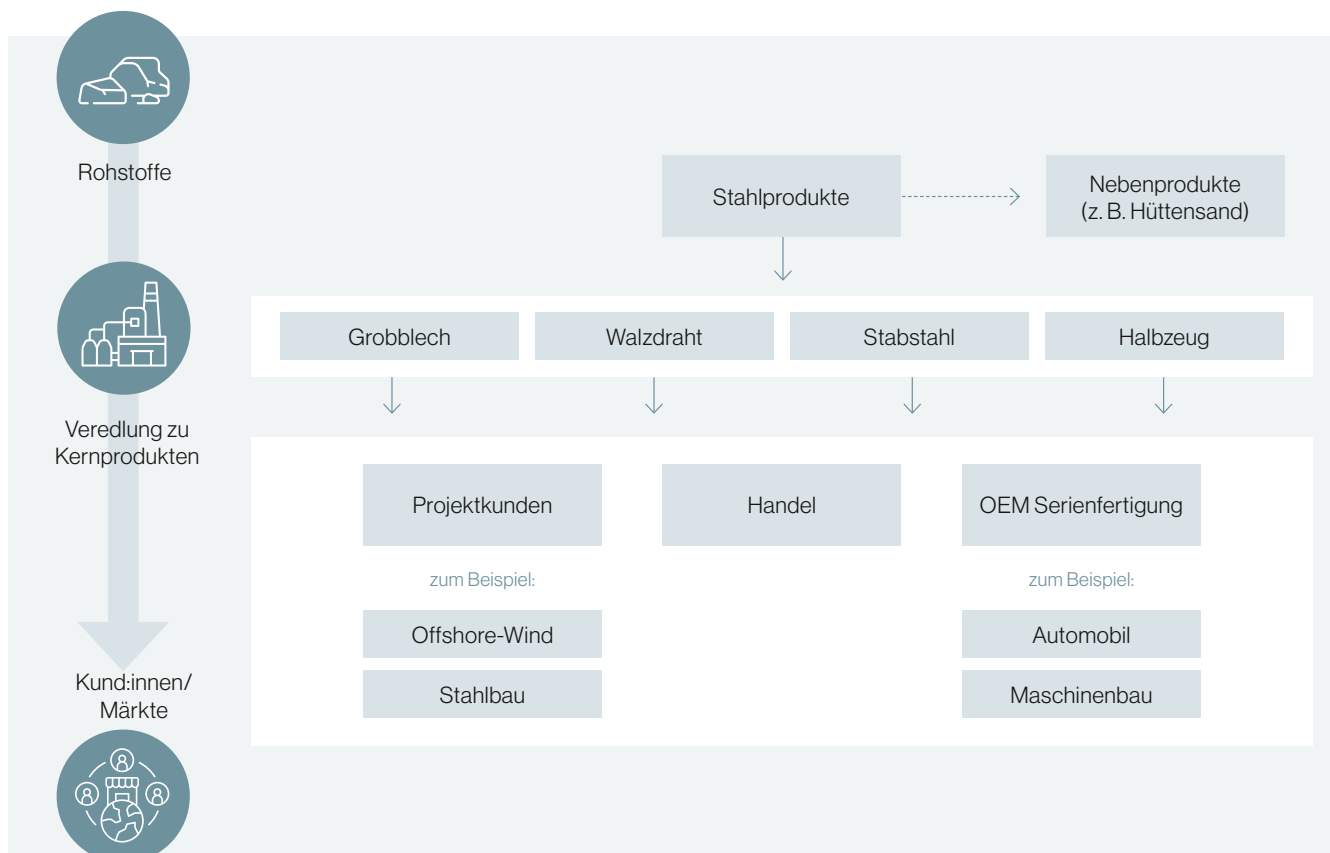 Rohstoffe
Stahlprodukte
Nebenprodukte
(z. B. Hüttensand)
Grobblech
Walzdraht
Stabstahl
Halbzeug
Veredlung zu
Kernprodukten
Projektkunden
Handel
OEM Serienfertigung
zum Beispiel:
zum Beispiel:
Offshore-Wind
Automobil
Stahlbau
Maschinenbau
Kund:innen/
Märkte